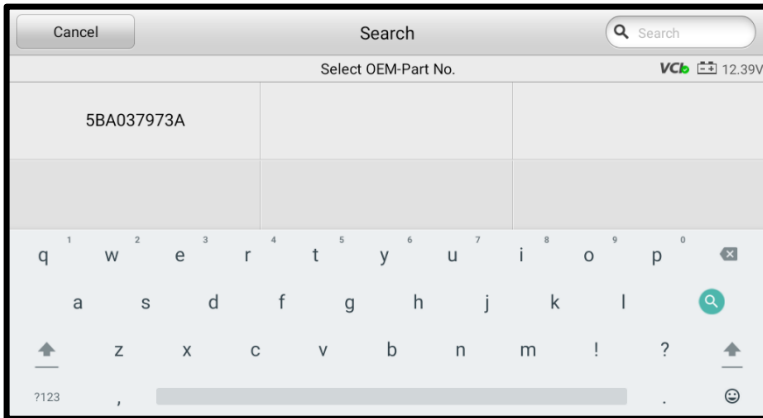 Cancel Search Search
Select OEM-Part No. VCI 12.39V
5BA037973A
q 1 w 2 e 3 r 4 t 5 y 6 u 7 i 8 o 9 p 0
a s d f g h j k l
z x c v b n m ! ?
?123 , .